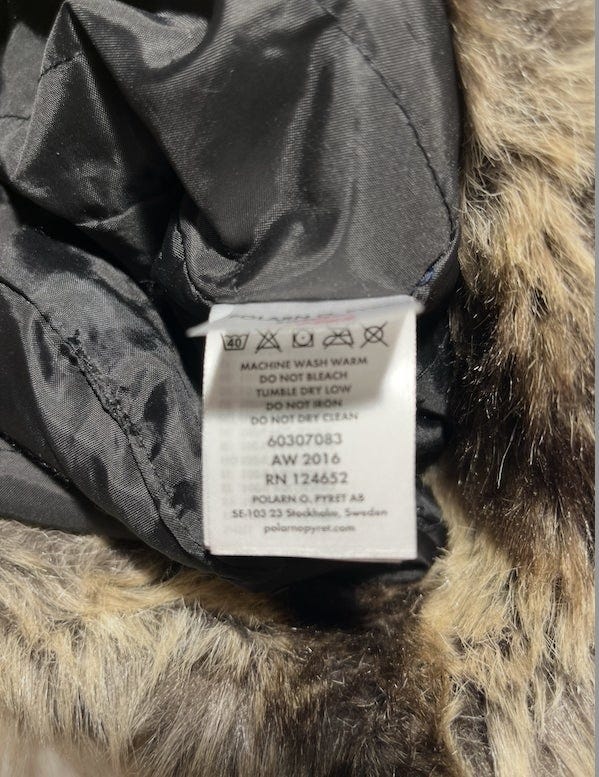 40
MACHINE WASH WARM
DO NOT BLEACH
TUMBLE DRY LOW
DO NOT IRON
DO NOT DRY CLEAN
60307083
AW 2016
RN 124652
POLARN O. PYRET AB
SE-103 23 Stockholm, Sweden
polarnopyret.com